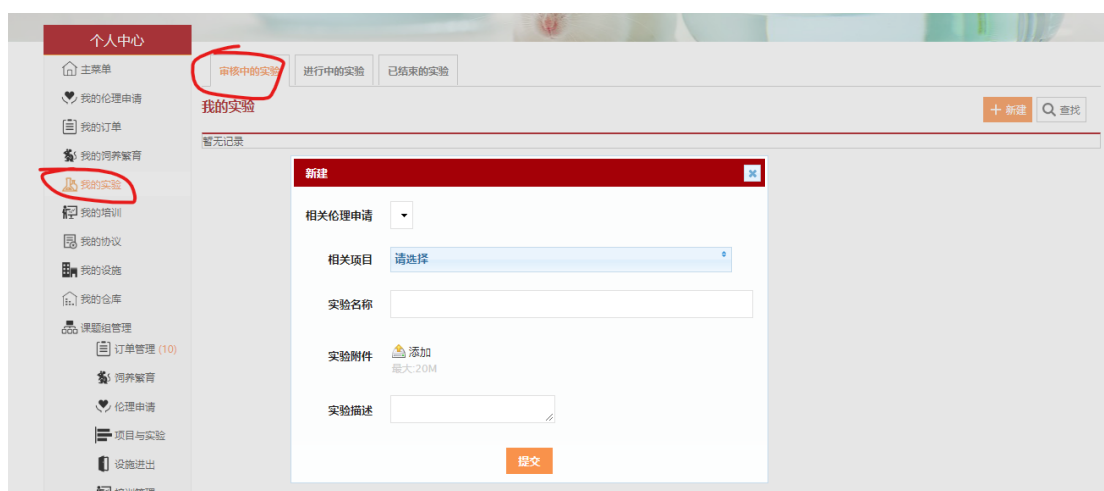 个人中心
主菜单
我的伦理申请
我的订单
我的饲养繁育
我的实验
我的培训
我的协议
我的设施
我的仓库
课题组管理
订单管理 (10)
饲养繁育
伦理申请
项目与实验
设施进出
审核中的实验
进行中的实验
已结束的实验
我的实验
新建
查找
暂无记录
新建
相关伦理申请
相关项目
请选择
实验名称
实验附件
添加
最大:20M
实验描述
提交